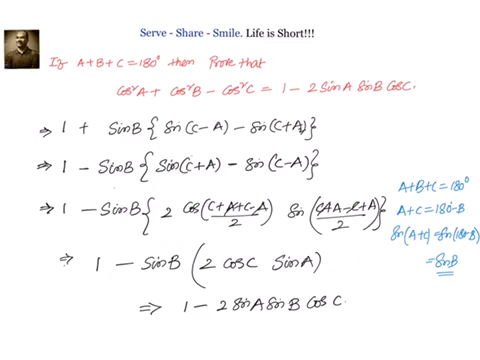 Serve - Share - Smile. Life is Short!!!
If A+B+C = 180° then Prove that
Cos²A + Cos²B - Cos²C = 1 - 2 SinA SinB CosC.
⇒ 1 + SinB { Sin(C-A) - Sin(C+A) }
⇒ 1 - SinB { Sin(C+A) - Sin(C-A) }
⇒ 1 - SinB { 2 Cos((C+A+C-A)/2) Sin((C+A-C+A)/2) }
⇒ 1 - SinB ( 2 CosC SinA )
⇒ 1 - 2 SinA SinB CosC.
A+B+C = 180°
A+C = 180°-B
Sin(A+C) = Sin(180-B)
= SinB